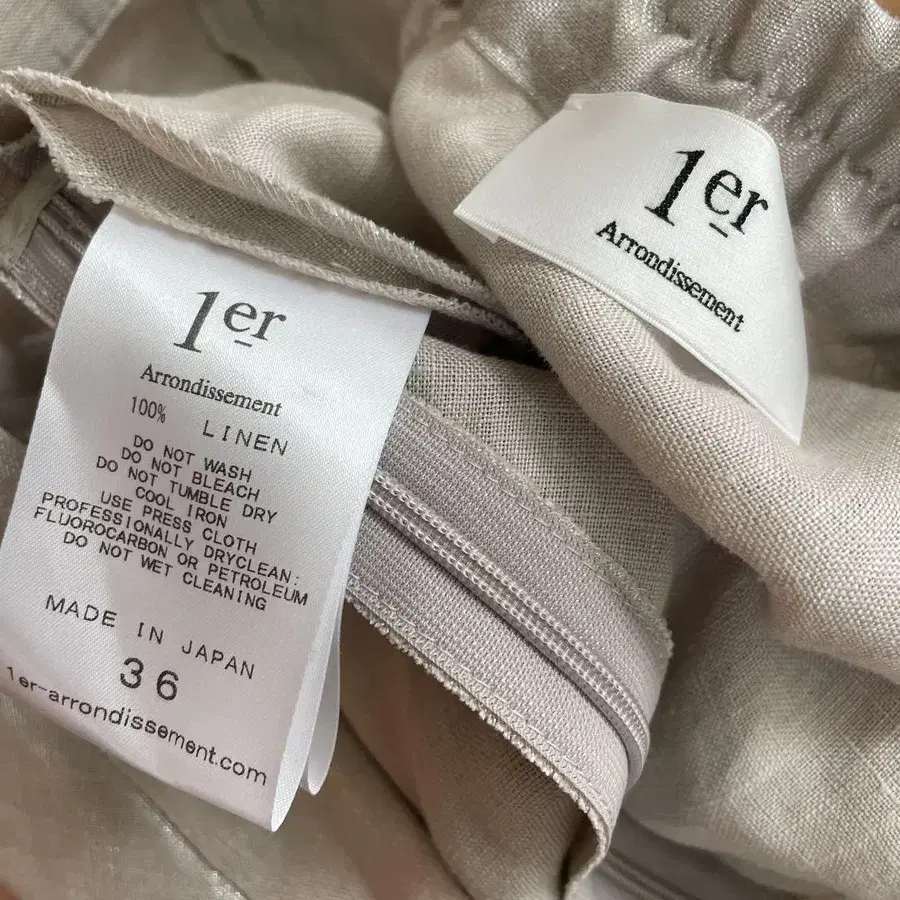 1er
Arrondissement
100% LINEN
DO NOT WASH
DO NOT BLEACH
DO NOT TUMBLE DRY
COOL IRON
USE PRESS CLOTH
PROFESSIONALLY DRYCLEAN:
FLUOROCARBON OR PETROLEUM
DO NOT WET CLEANING
MADE IN JAPAN
36
1er-arrondissement.com
1er
Arrondissement